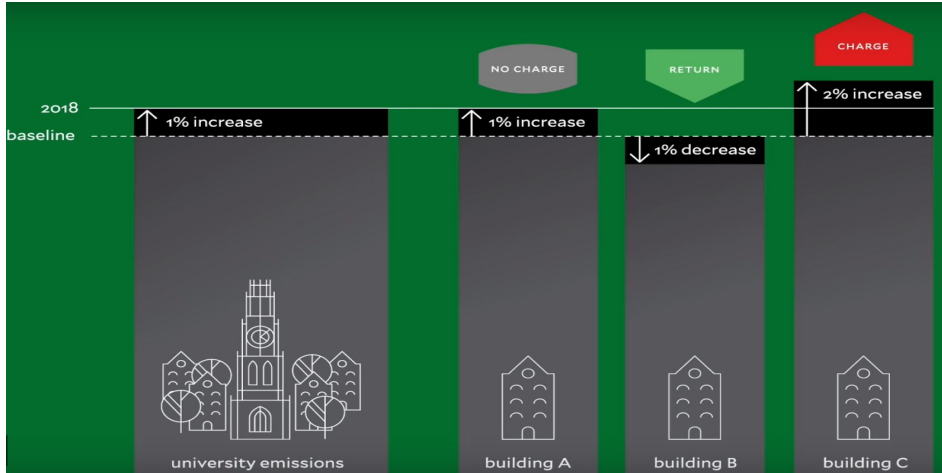 CHARGE
NO CHARGE
RETURN
2% increase
2018
1% increase
1% increase
baseline
1% decrease
university emissions
building A
building B
building C